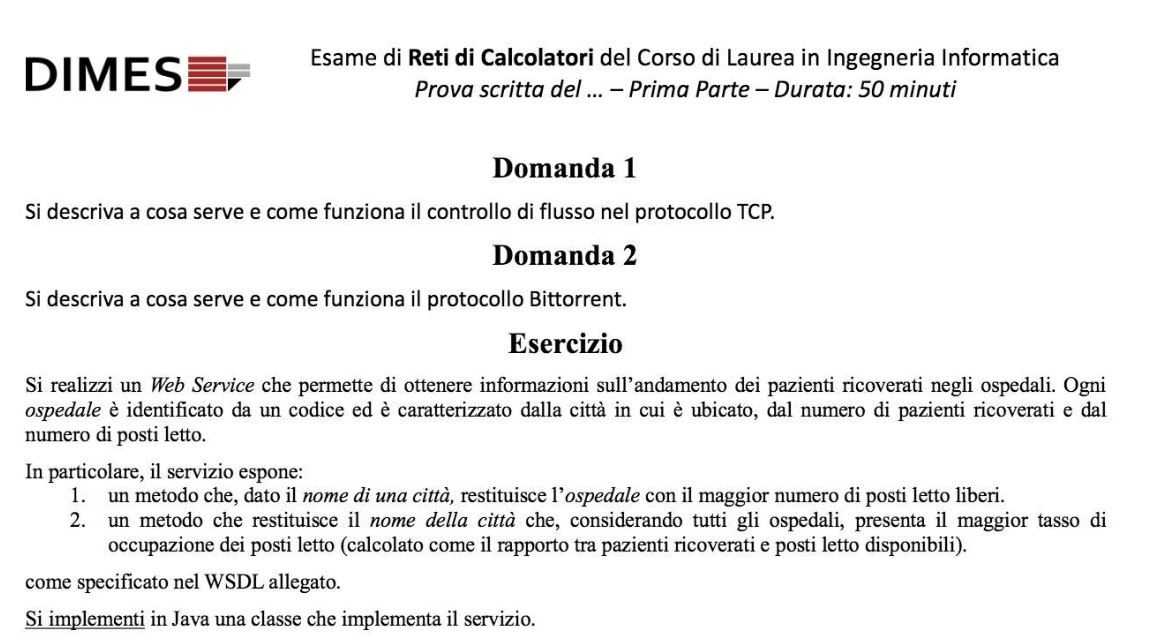 DIMES
Esame di Reti di Calcolatori del Corso di Laurea in Ingegneria Informatica
Prova scritta del … – Prima Parte – Durata: 50 minuti
Domanda 1
Si descriva a cosa serve e come funziona il controllo di flusso nel protocollo TCP.
Domanda 2
Si descriva a cosa serve e come funziona il protocollo Bittorrent.
Esercizio
Si realizzi un Web Service che permette di ottenere informazioni sull’andamento dei pazienti ricoverati negli ospedali. Ogni
ospedale è identificato da un codice ed è caratterizzato dalla città in cui è ubicato, dal numero di pazienti ricoverati e dal
numero di posti letto.
In particolare, il servizio espone:
1. un metodo che, dato il nome di una città, restituisce l’ospedale con il maggior numero di posti letto liberi.
2. un metodo che restituisce il nome della città che, considerando tutti gli ospedali, presenta il maggior tasso di
occupazione dei posti letto (calcolato come il rapporto tra pazienti ricoverati e posti letto disponibili).
come specificato nel WSDL allegato.
Si implementi in Java una classe che implementa il servizio.